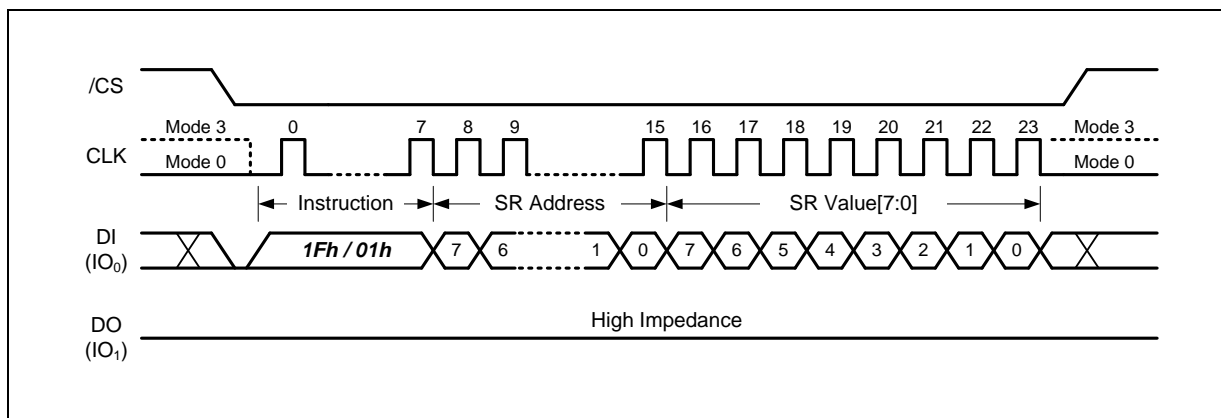 /CS
Mode 3 0 7 8 9 15 16 17 18 19 20 21 22 23 Mode 3
CLK
Mode 0 Mode 0
Instruction SR Address SR Value[7:0]
DI
(IO₀)
1Fh / 01h 7 6 1 0 7 6 5 4 3 2 1 0
High Impedance
DO
(IO₁)